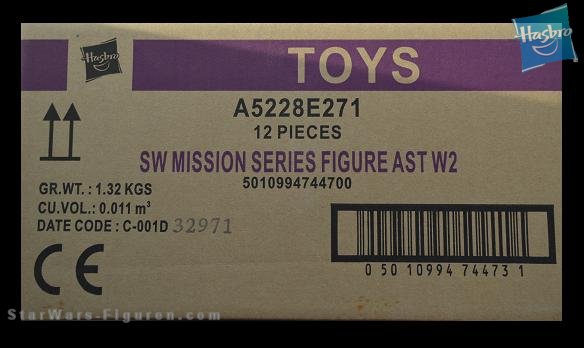 Hasbro
Hasbro
TOYS
A5228E271
12 PIECES
SW MISSION SERIES FIGURE AST W2
5010994744700
GR.WT. : 1.32 KGS
CU.VOL.: 0.011 m³
DATE CODE : C-001D 32971
CE
0 50 10994 74473 1
StarWars-Figuren.com